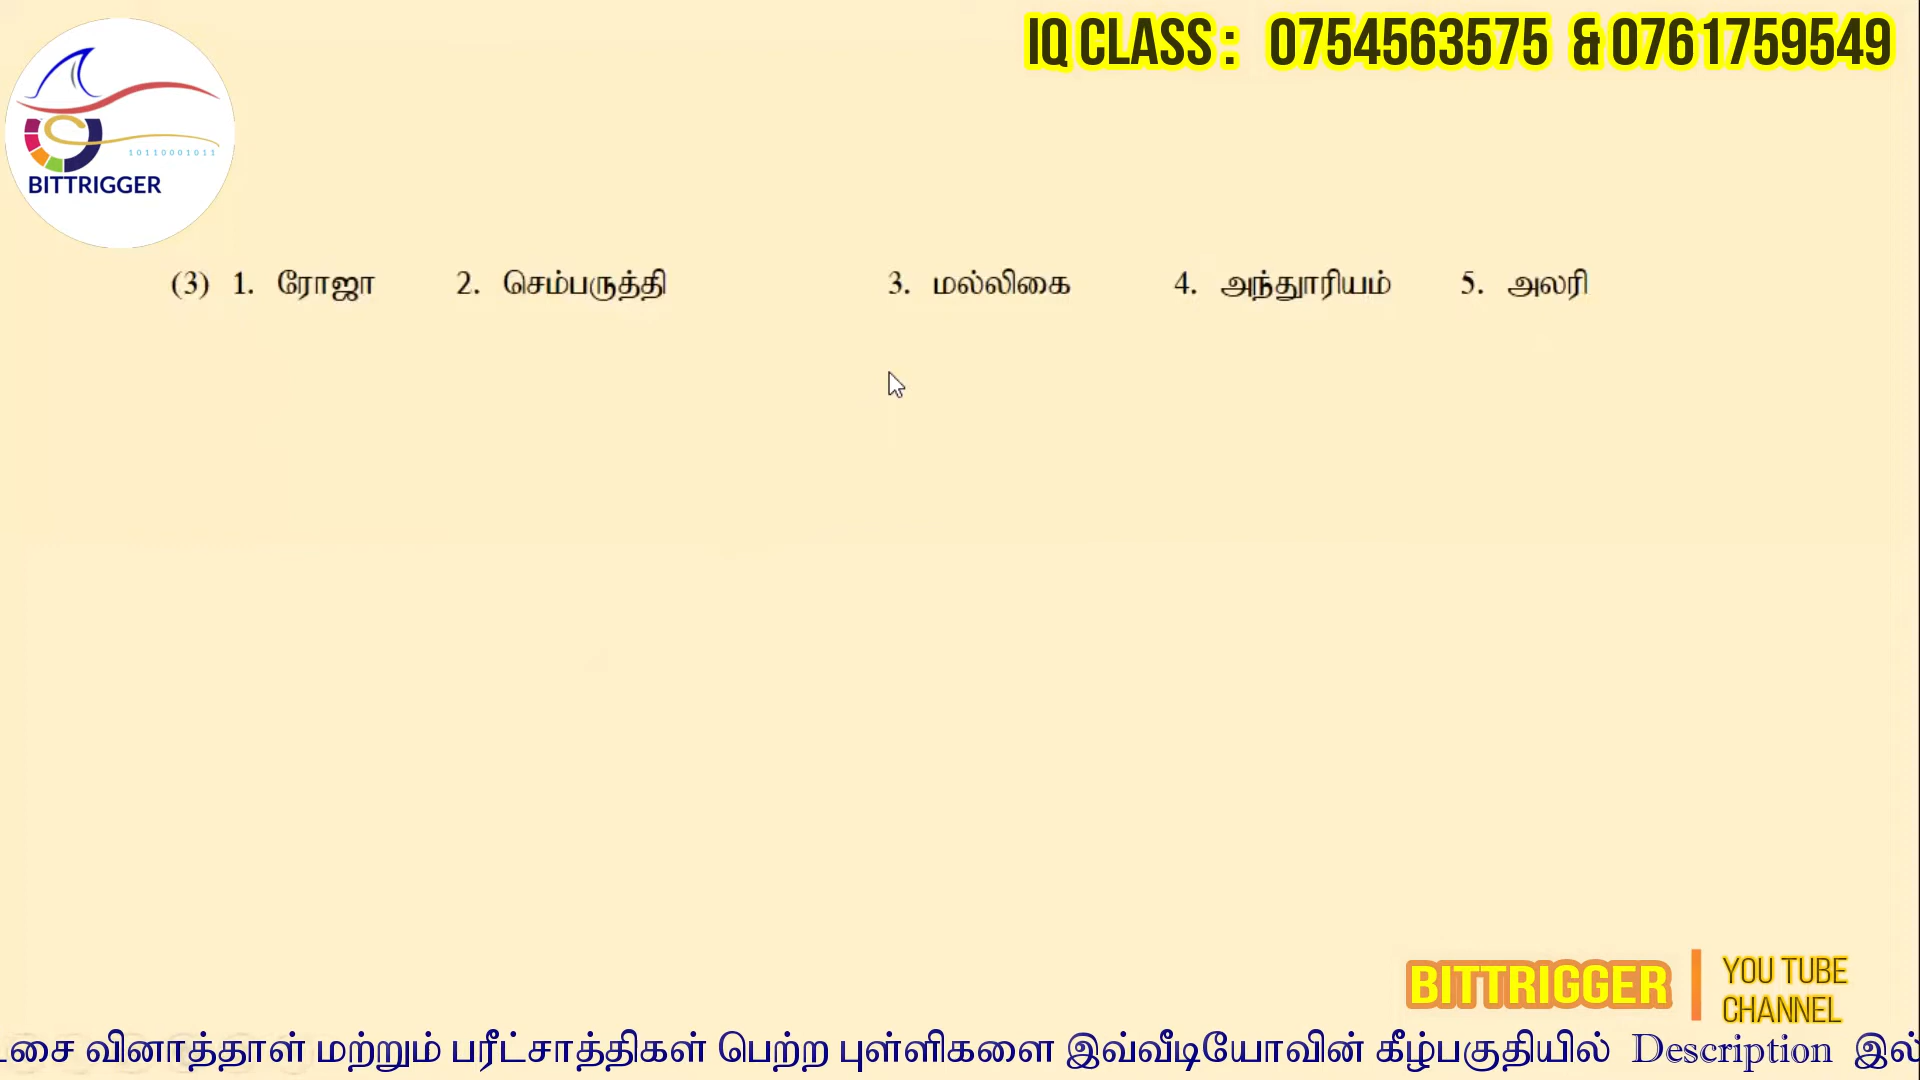 IQ CLASS : 0754563575 & 0761759549
10110001011
BITTRIGGER
(3) 1. ரோஜா 2. செம்பருத்தி 3. மல்லிகை 4. அந்தூரியம் 5. அலரி
BITTRIGGER YOU TUBE
CHANNEL
வினாத்தாள் மற்றும் பரீட்சாத்திகள் பெற்ற புள்ளிகளை இவ்வீடியோவின் கீழ்பகுதியில் Description